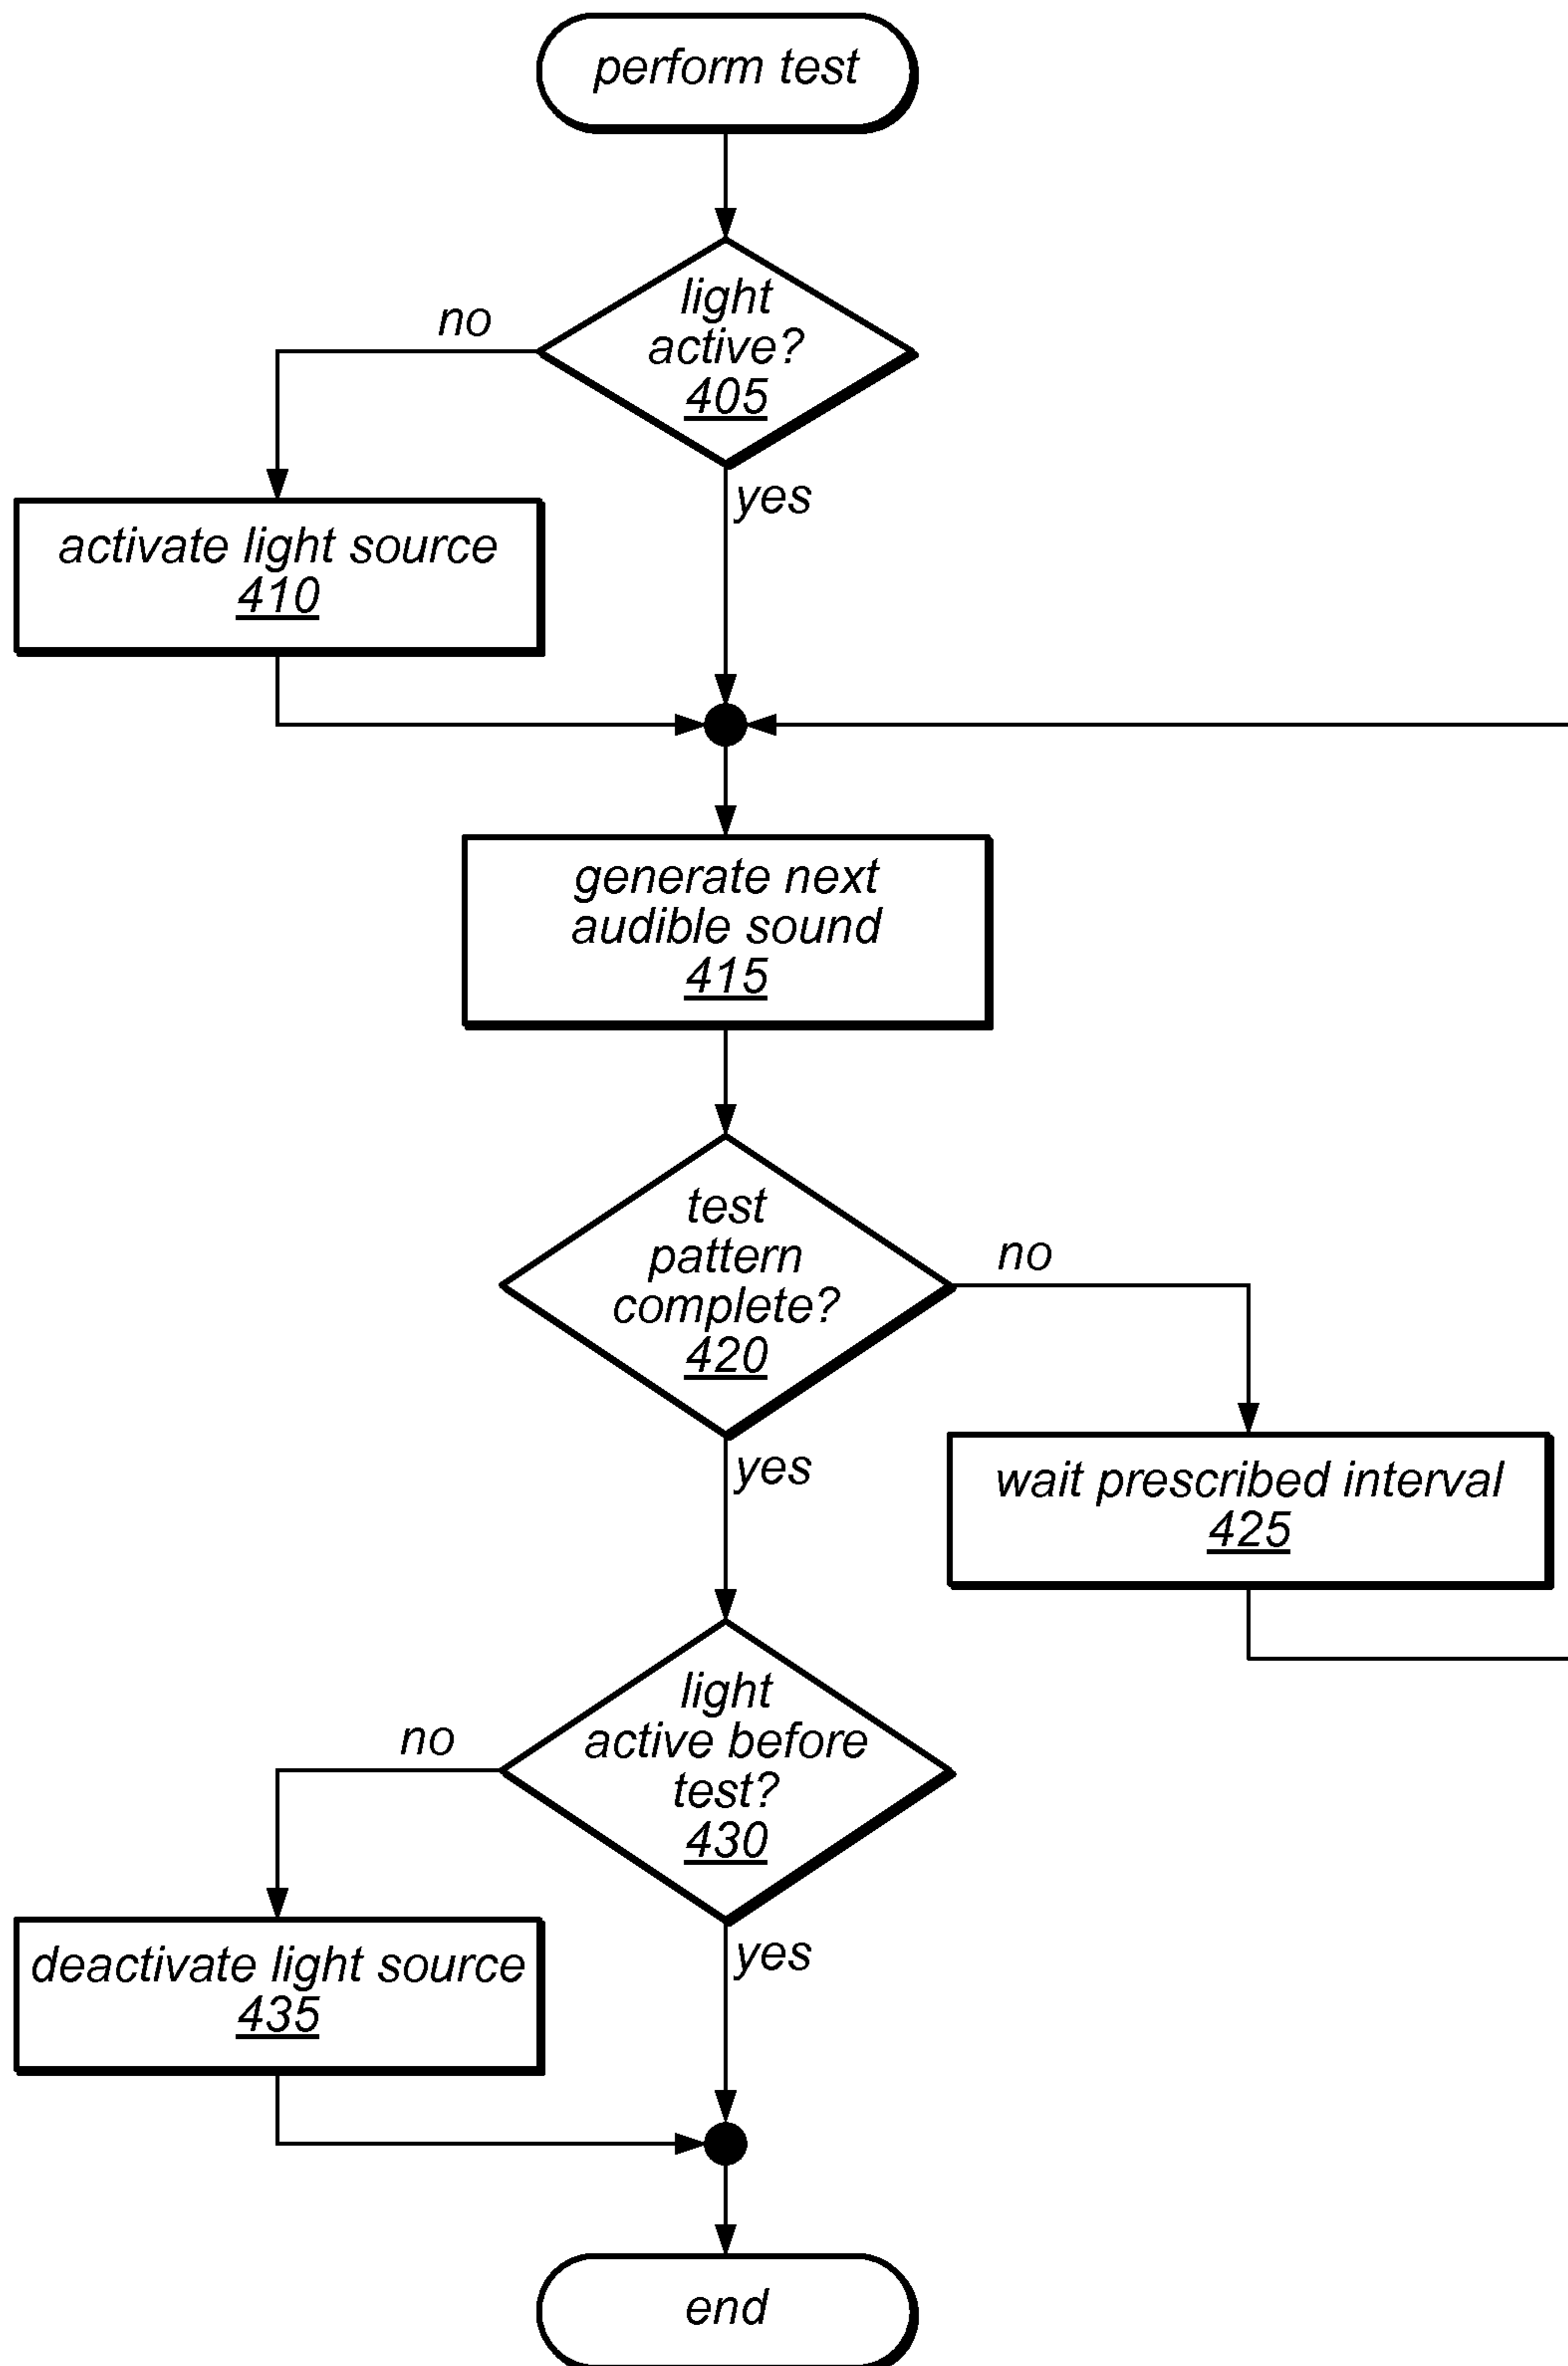 perform test
light
active?
405
no
yes
activate light source
410
generate next
audible sound
415
test
pattern
complete?
420
no
yes
wait prescribed interval
425
light
active before
test?
430
no
yes
deactivate light source
435
end